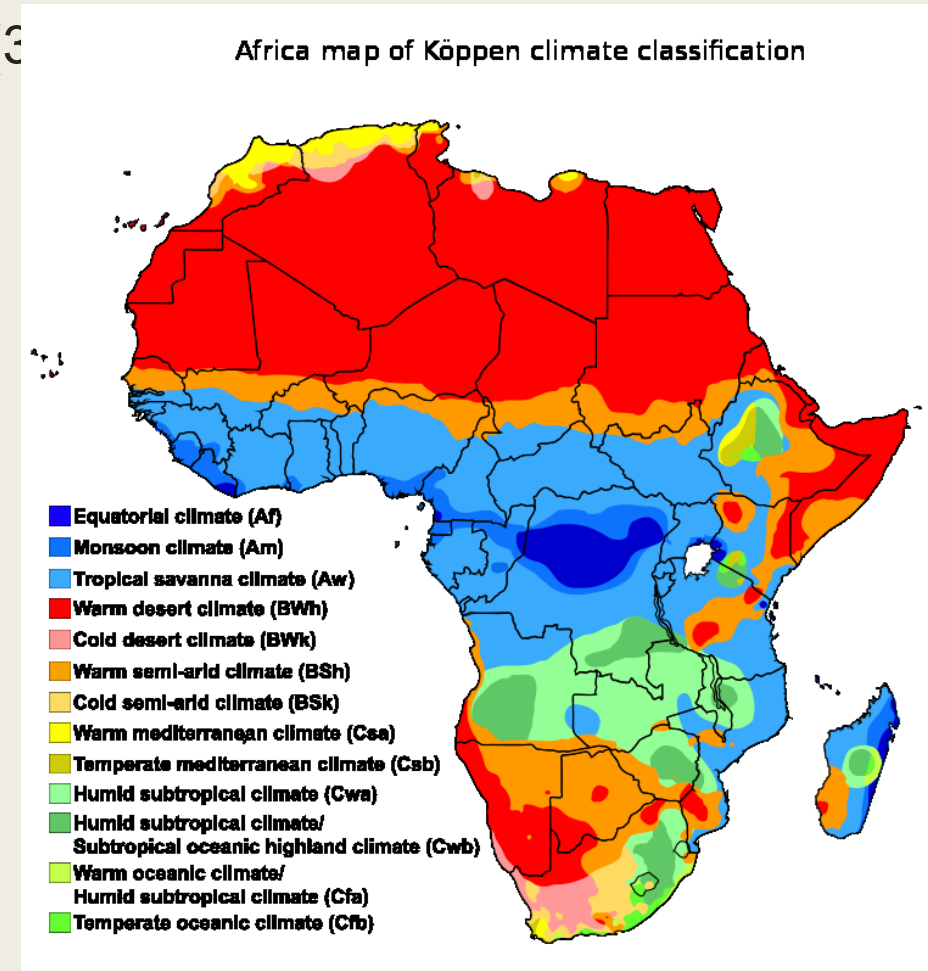 (3
Africa map of Köppen climate classification
Equatorial climate (Af)
Monsoon climate (Am)
Tropical savanna climate (Aw)
Warm desert climate (BWh)
Cold desert climate (BWk)
Warm semi-arid climate (BSh)
Cold semi-arid climate (BSk)
Warm mediterranean climate (Csa)
Temperate mediterranean climate (Csb)
Humid subtropical climate (Cwa)
Humid subtropical climate/
Subtropical oceanic highland climate (Cwb)
Warm oceanic climate/
Humid subtropical climate (Cfa)
Temperate oceanic climate (Cfb)